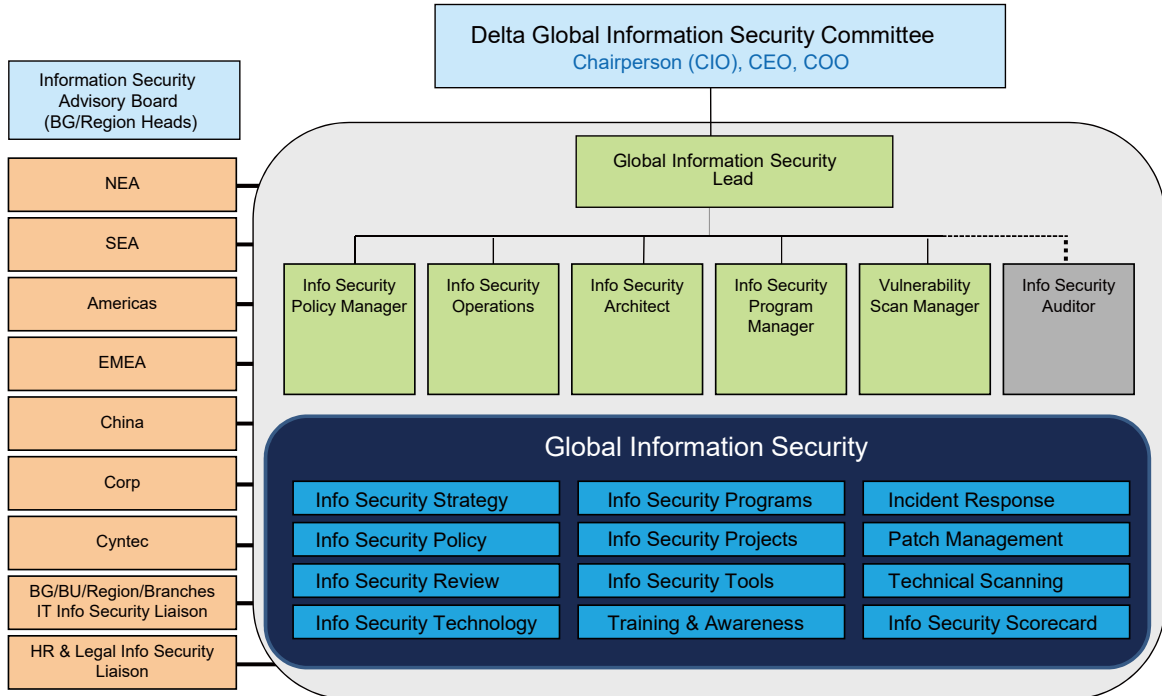 Delta Global Information Security Committee
Chairperson (CIO), CEO, COO
Information Security
Advisory Board
(BG/Region Heads)
NEA
SEA
Americas
EMEA
China
Corp
Cyntec
BG/BU/Region/Branches
IT Info Security Liaison
HR & Legal Info Security
Liaison
Global Information Security
Lead
Info Security
Policy Manager
Info Security
Operations
Info Security
Architect
Info Security
Program
Manager
Vulnerability
Scan Manager
Info Security
Auditor
Global Information Security
Info Security Strategy
Info Security Programs
Incident Response
Info Security Policy
Info Security Projects
Patch Management
Info Security Review
Info Security Tools
Technical Scanning
Info Security Technology
Training & Awareness
Info Security Scorecard